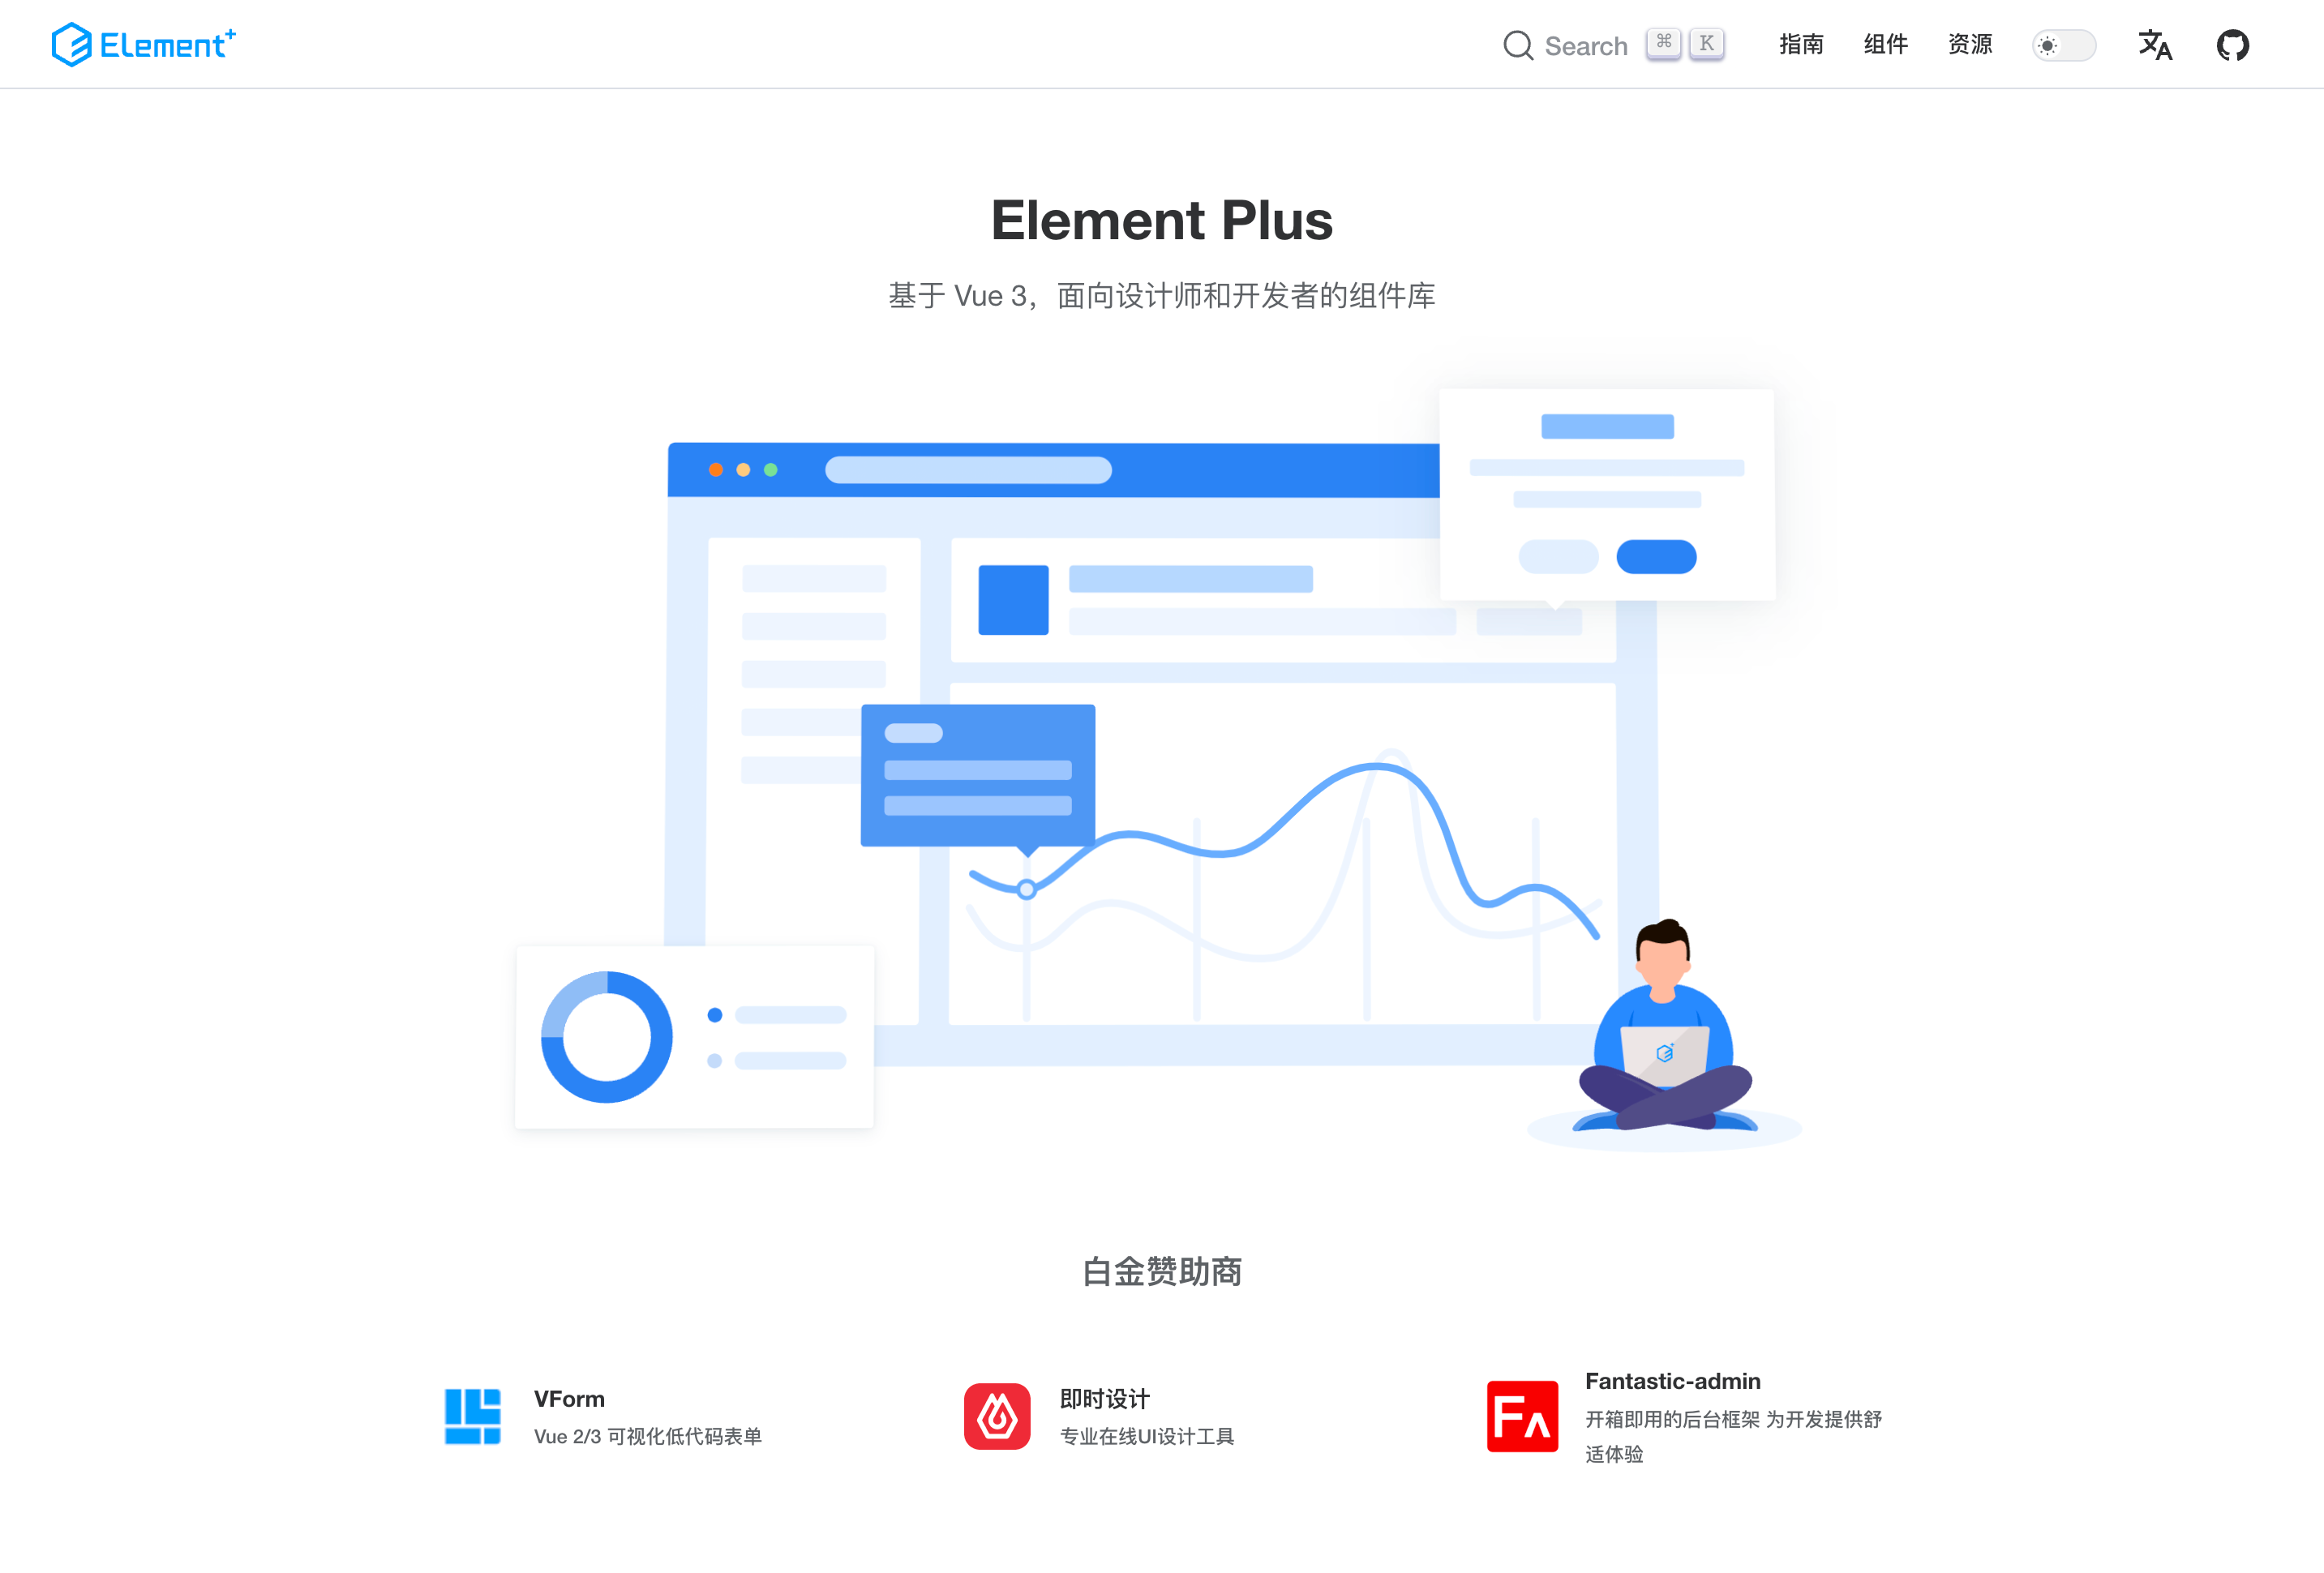 Element+
Search ⌘ K 指南 组件 资源 文A
Element Plus
基于 Vue 3，面向设计师和开发者的组件库
白金赞助商
VForm
Vue 2/3 可视化低代码表单
即时设计
专业在线UI设计工具
FA
Fantastic-admin
开箱即用的后台框架 为开发提供舒
适体验